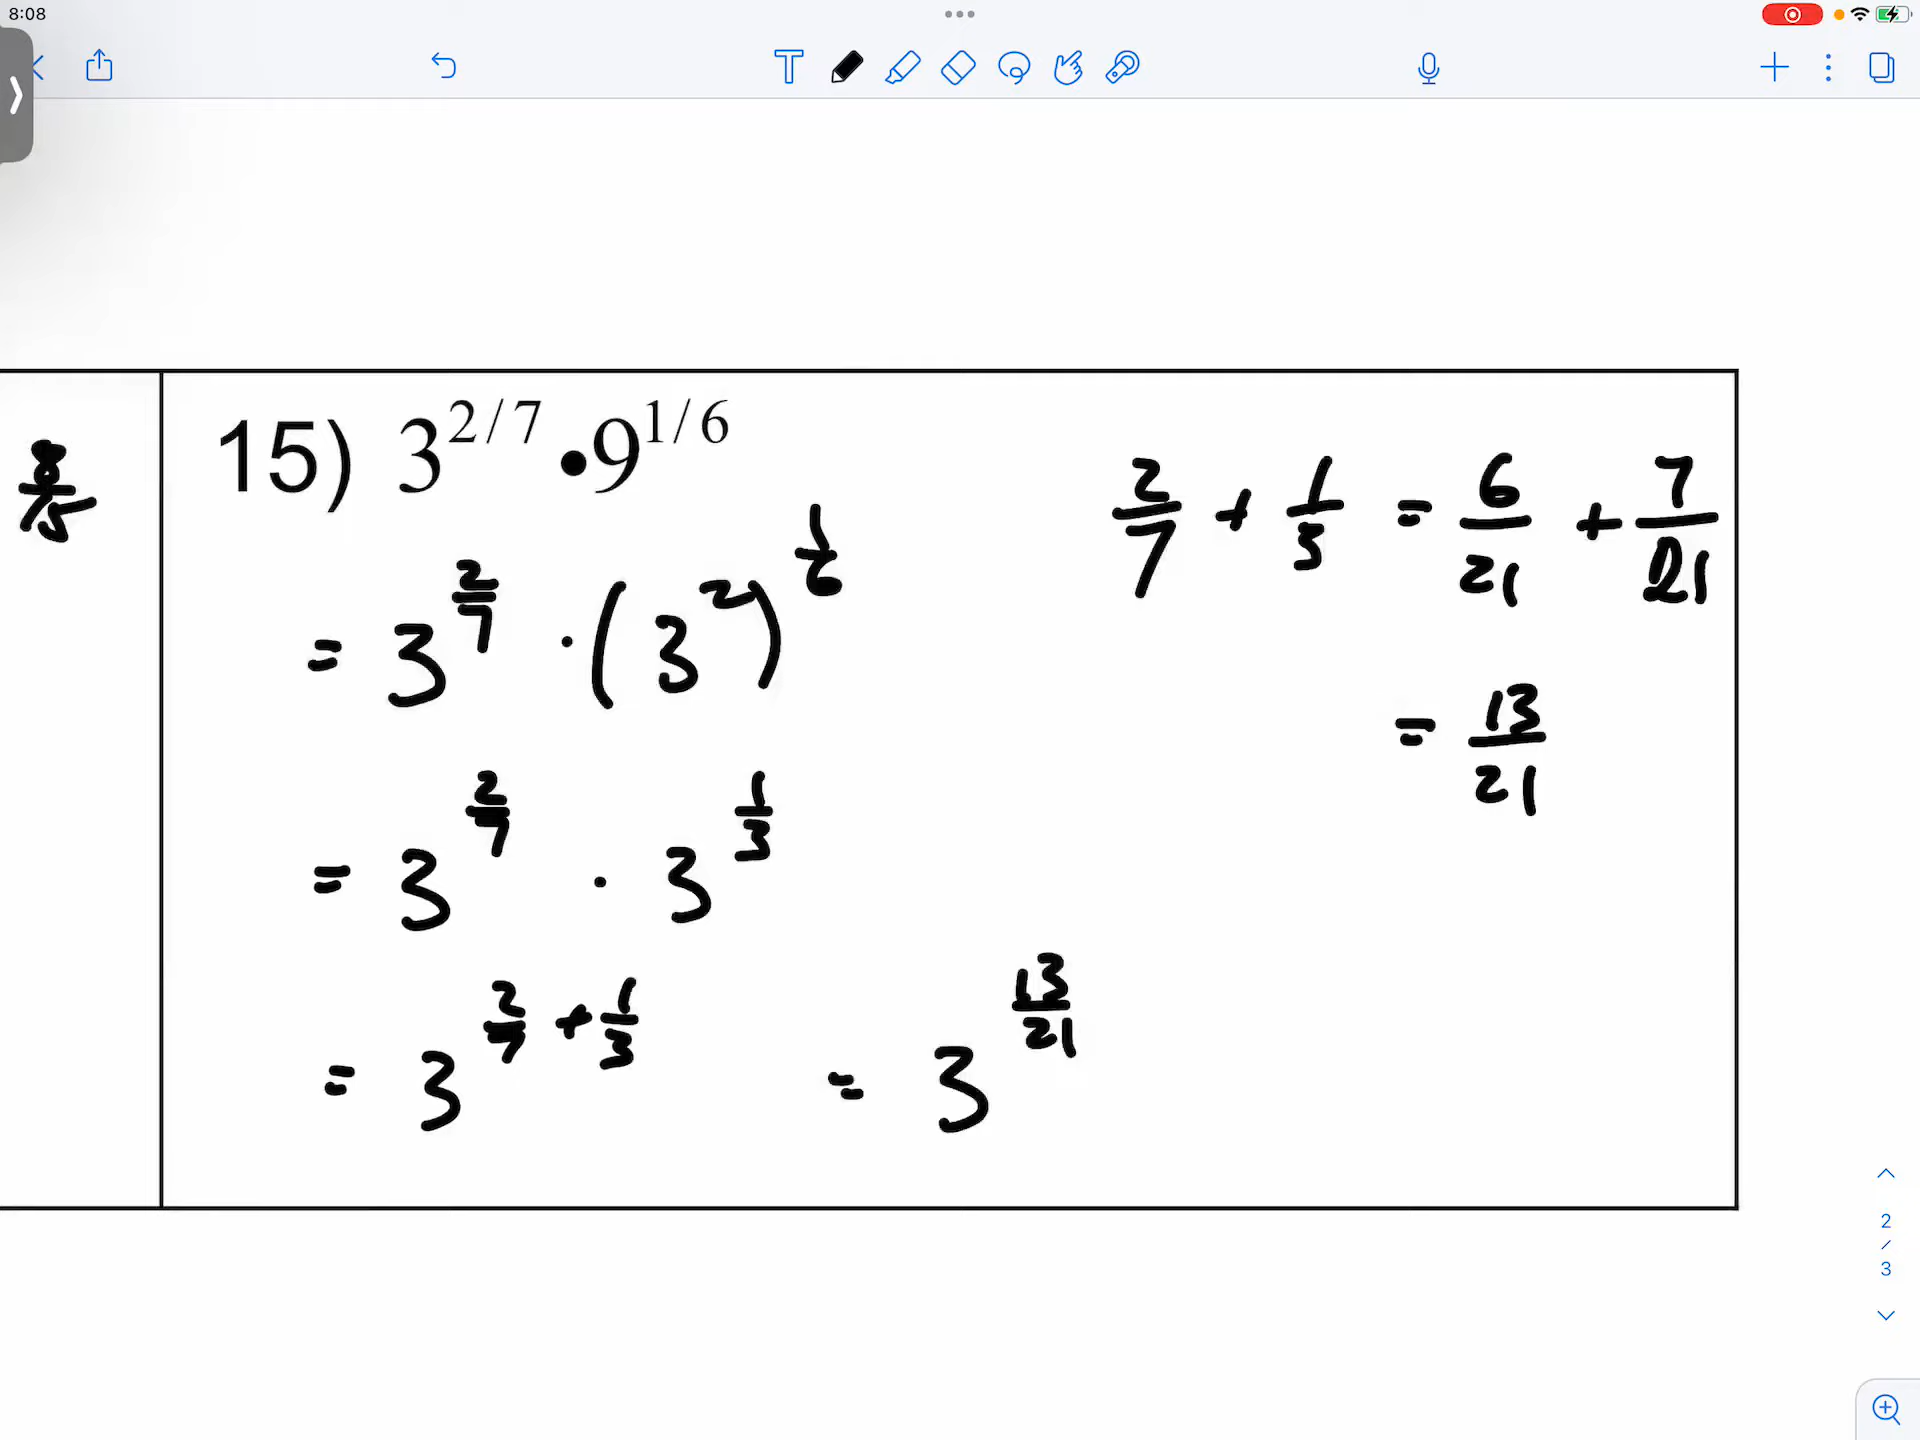 8:08
15) 3^{2/7} • 9^{1/6}
= 3^{2/7} · (3^2)^{1/6}
= 3^{2/7} · 3^{1/3}
= 3^{2/7 + 1/3} = 3^{13/21}
2/7 + 1/3 = 6/21 + 7/21
= 13/21
2
/
3